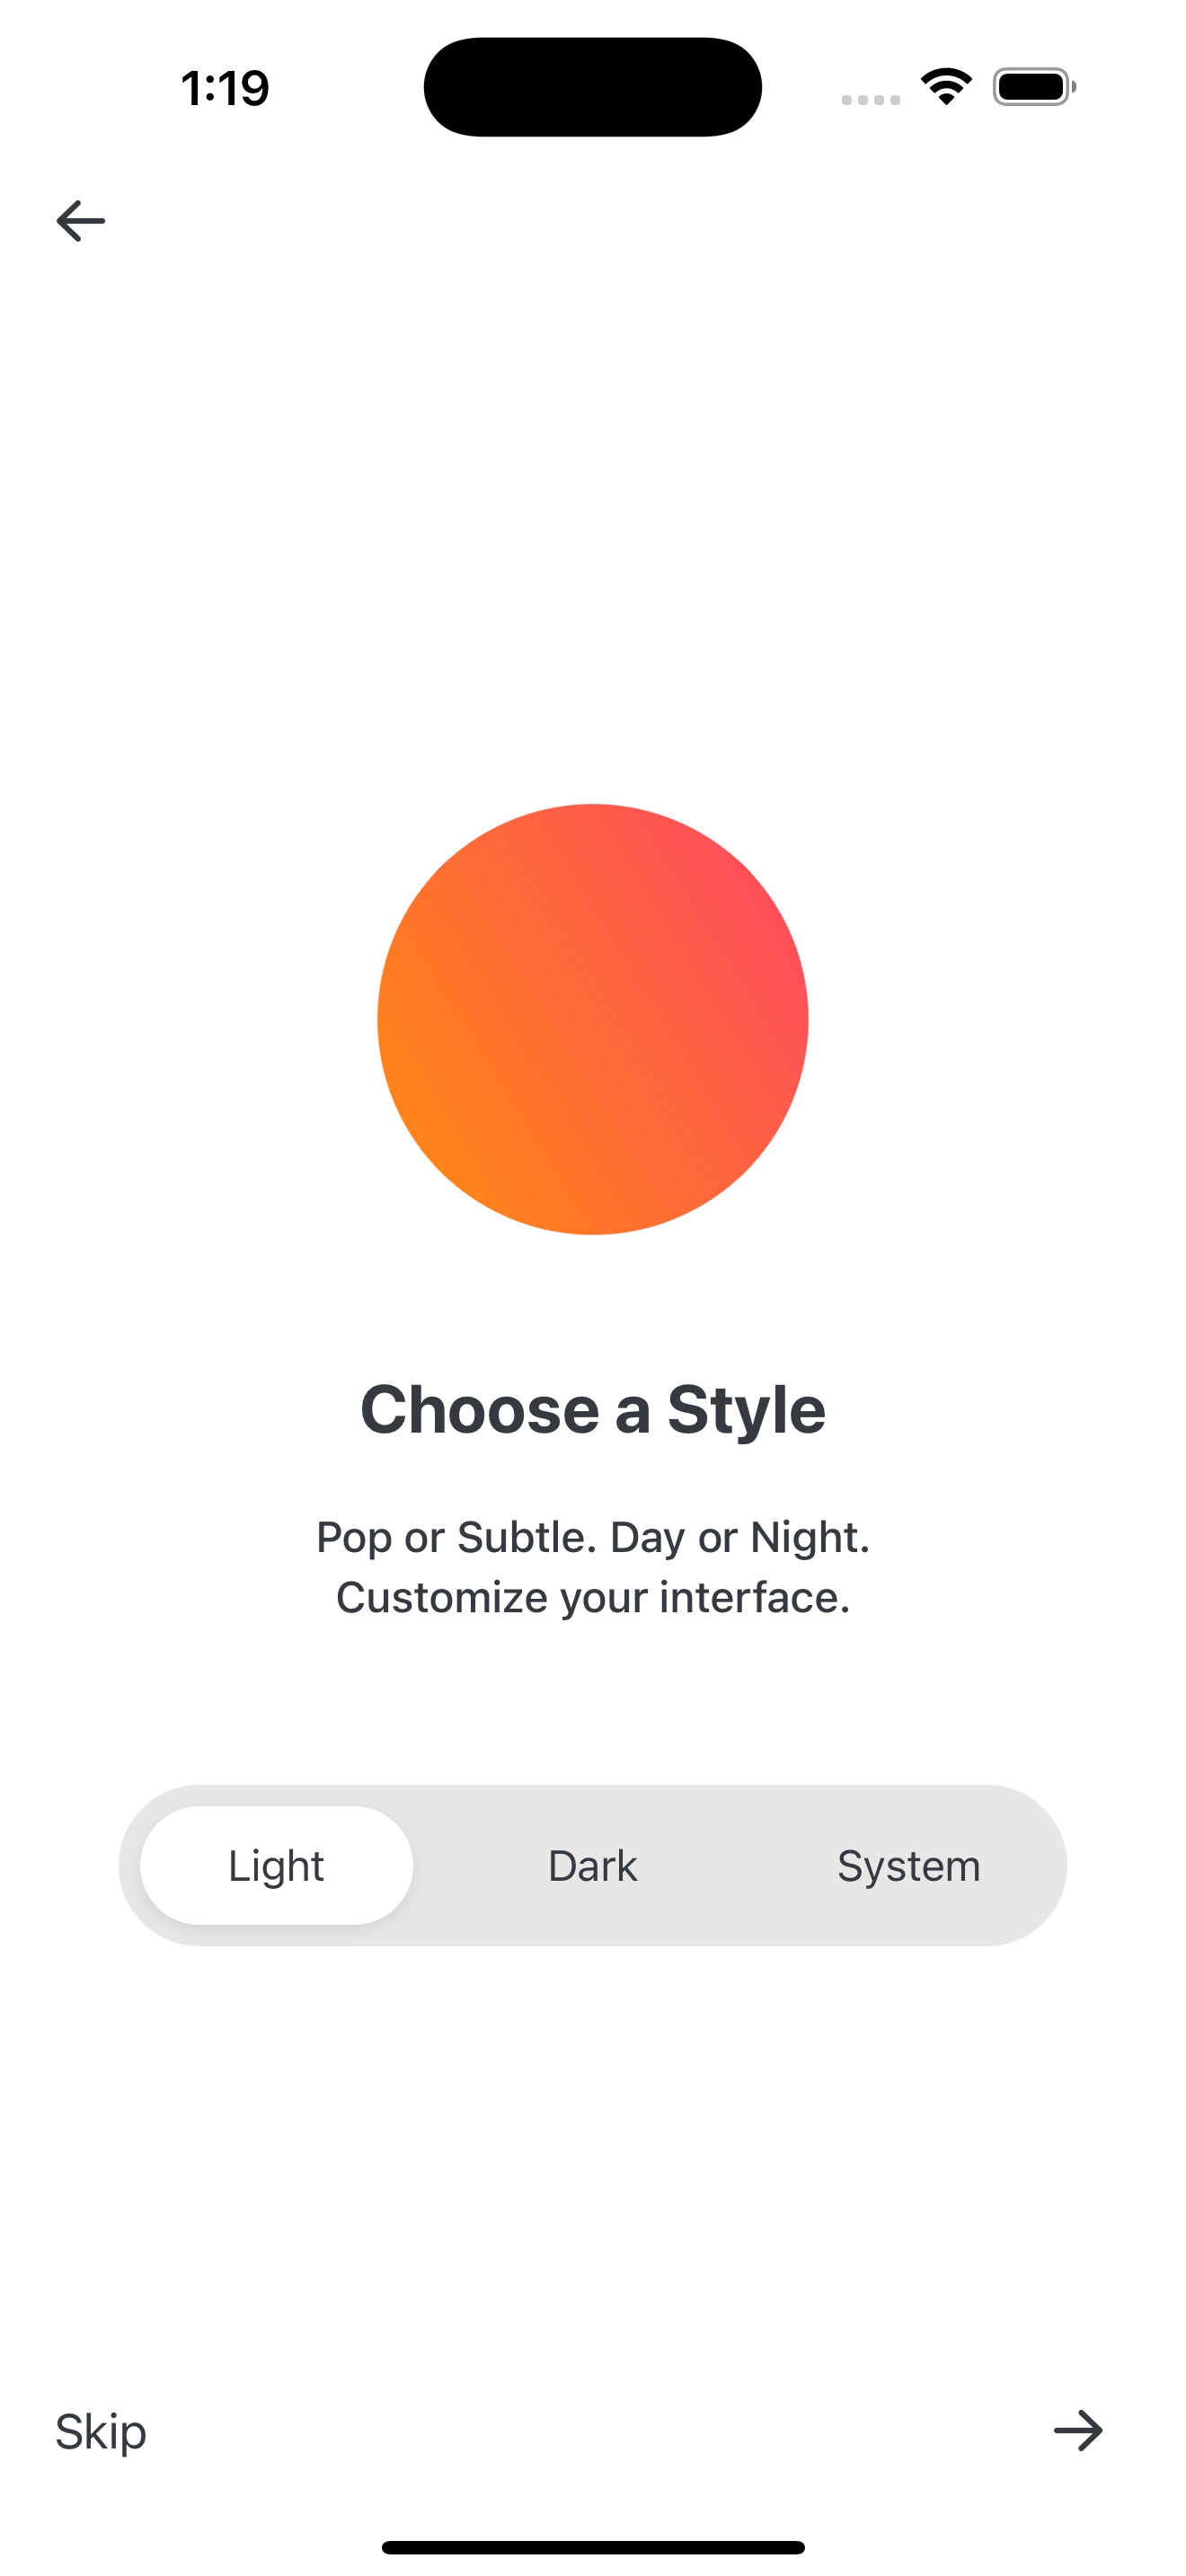 1:19
Choose a Style
Pop or Subtle. Day or Night.
Customize your interface.
Light Dark System
Skip